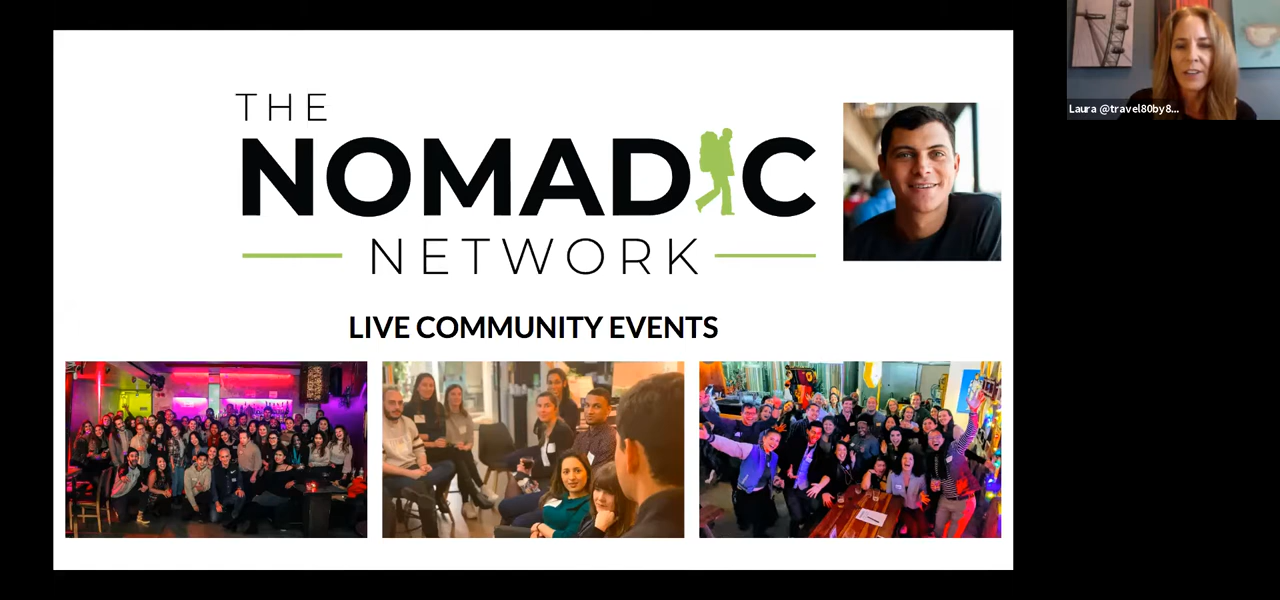 THE
NOMADIC
NETWORK
LIVE COMMUNITY EVENTS
Laura @travel80by8...